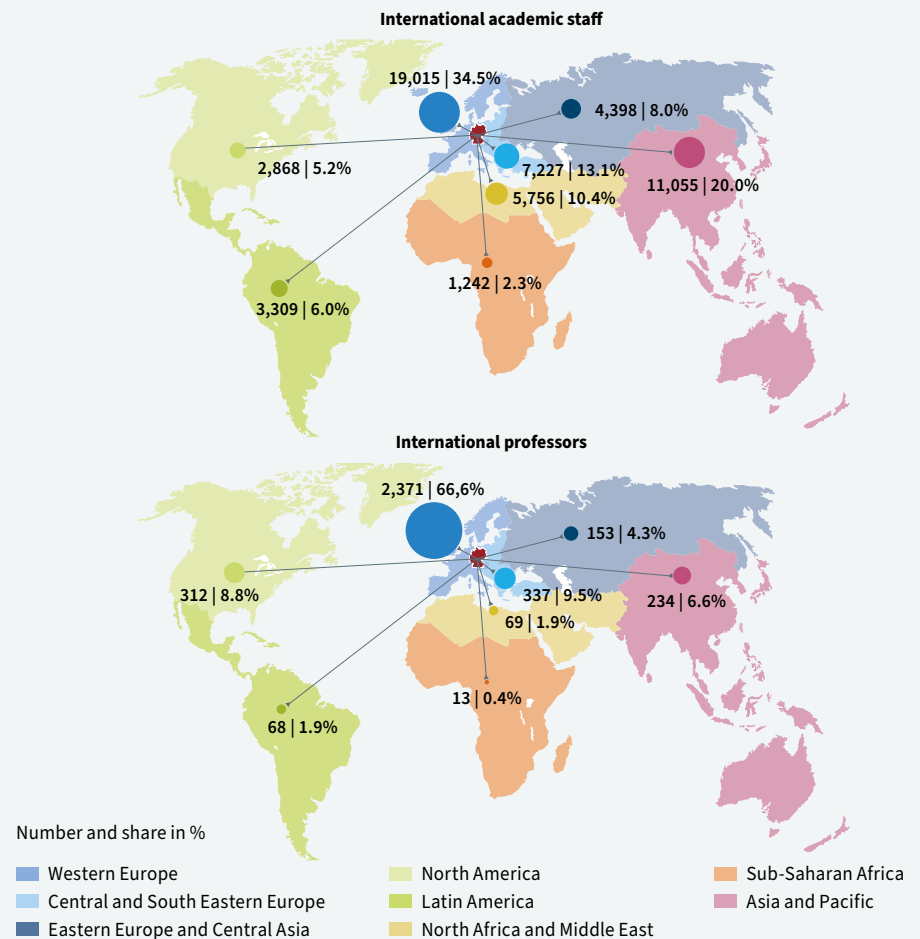 International academic staff
19,015 | 34.5%
4,398 | 8.0%
2,868 | 5.2%
7,227 | 13.1%
11,055 | 20.0%
5,756 | 10.4%
1,242 | 2.3%
3,309 | 6.0%
International professors
2,371 | 66,6%
153 | 4.3%
312 | 8.8%
337 | 9.5%
234 | 6.6%
69 | 1.9%
13 | 0.4%
68 | 1.9%
Number and share in %
Western Europe
Central and South Eastern Europe
Eastern Europe and Central Asia
North America
Latin America
North Africa and Middle East
Sub-Saharan Africa
Asia and Pacific